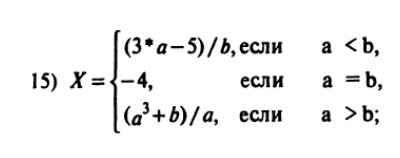 (3*a−5)/b, если a <b,
15) X = −4, если a =b,
(a³+b)/a, если a >b;